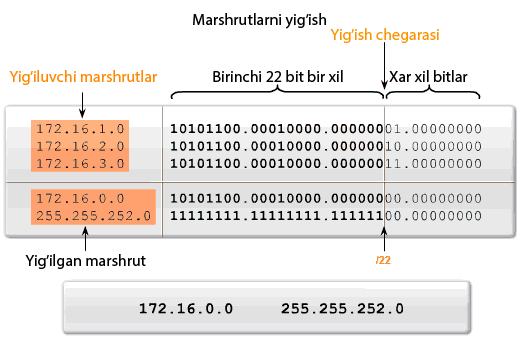 Marshrutlarni yig‘ish
Yig‘ish chegarasi
Yig‘iluvchi marshrutlar
Birinchi 22 bit bir xil
Xar xil bitlar
172.16.1.0 10101100.00010000.00000001.00000000
172.16.2.0 10101100.00010000.00000010.00000000
172.16.3.0 10101100.00010000.00000011.00000000
172.16.0.0 10101100.00010000.00000000.00000000
255.255.252.0 11111111.11111111.11111100.00000000
Yig‘ilgan marshrut
/22
172.16.0.0 255.255.252.0